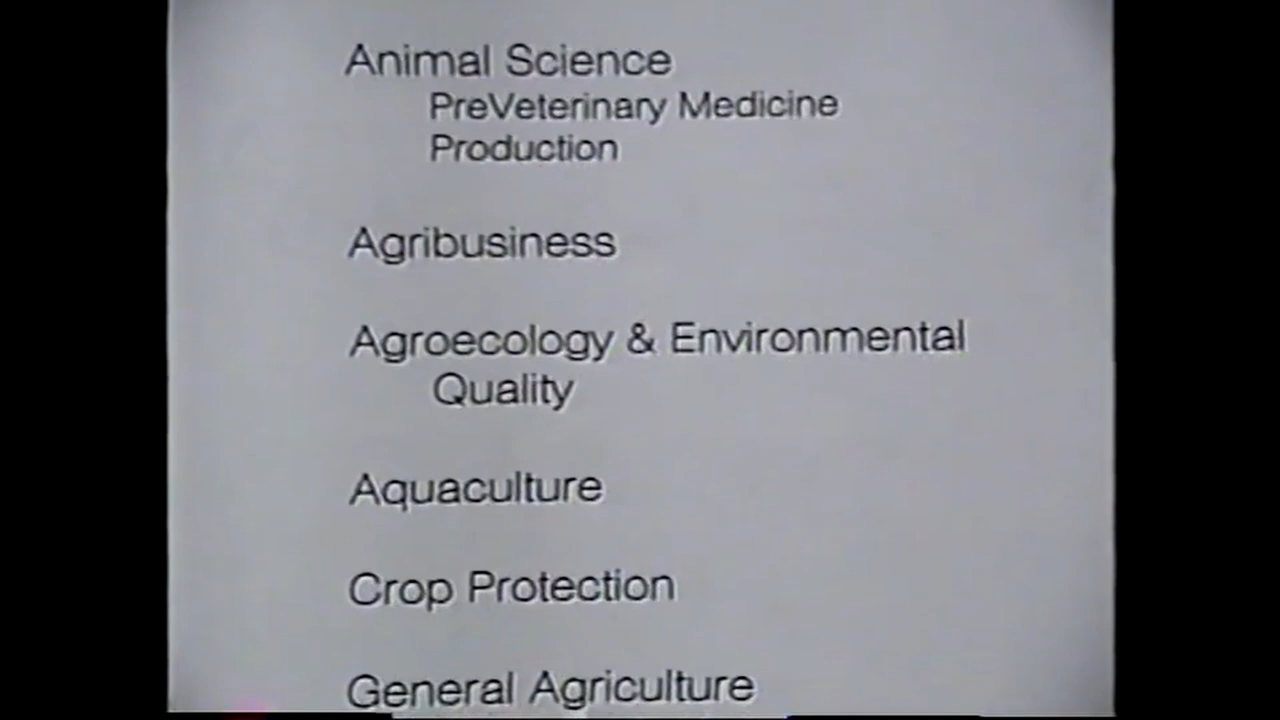 Animal Science
PreVeterinary Medicine
Production
Agribusiness
Agroecology & Environmental
Quality
Aquaculture
Crop Protection
General Agriculture